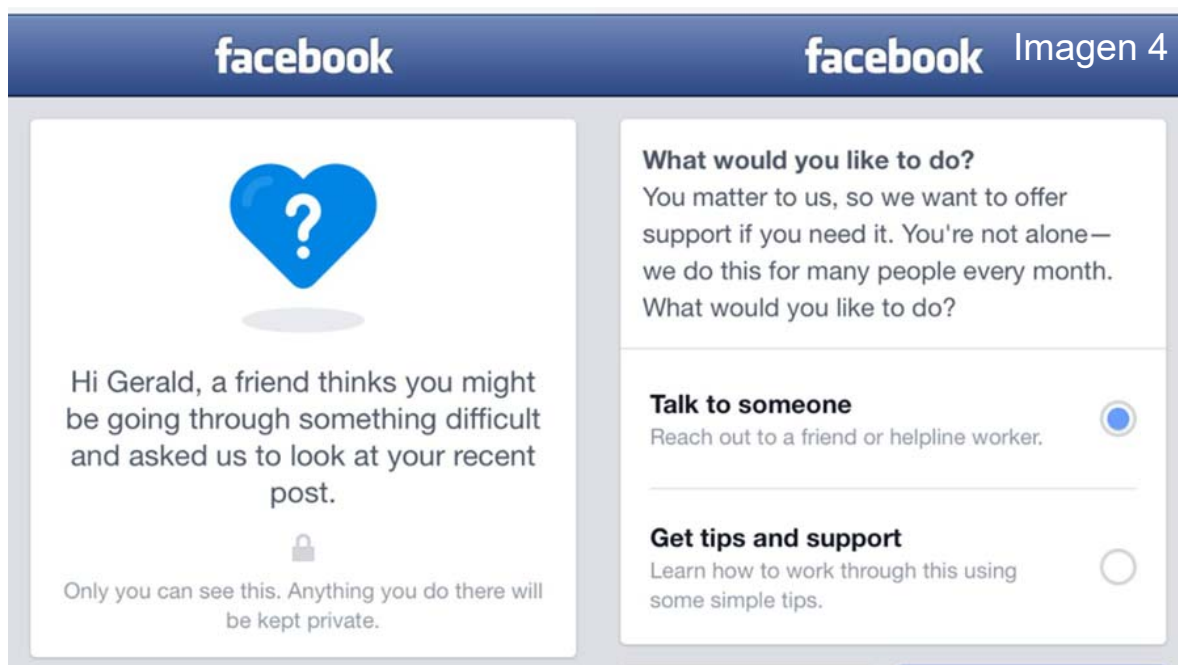 facebook
?
Hi Gerald, a friend thinks you might
be going through something difficult
and asked us to look at your recent
post.
Only you can see this. Anything you do there will
be kept private.
facebook
Imagen 4
What would you like to do?
You matter to us, so we want to offer
support if you need it. You're not alone—
we do this for many people every month.
What would you like to do?
Talk to someone
Reach out to a friend or helpline worker.
Get tips and support
Learn how to work through this using
some simple tips.